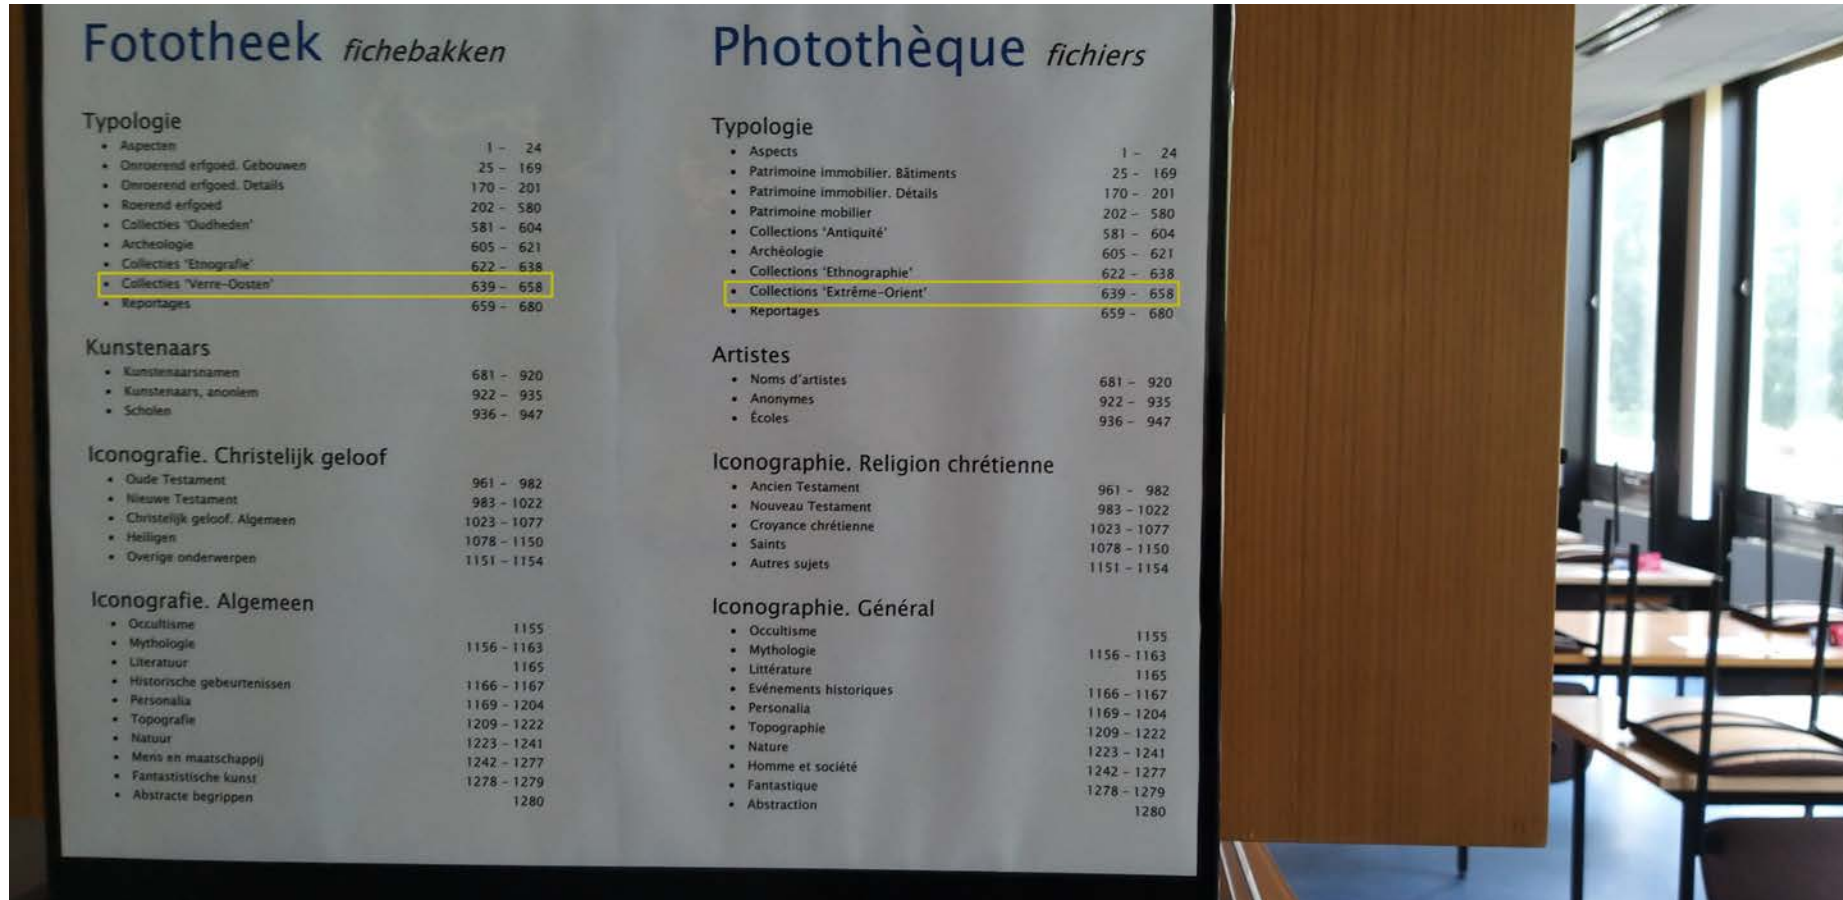 Fototheek fichebakken
Typologie
• Aspecten 1 – 24
• Onroerend erfgoed. Gebouwen 25 – 169
• Onroerend erfgoed. Details 170 – 201
• Roerend erfgoed 202 – 580
• Collecties 'Oudheden' 581 – 604
• Archeologie 605 – 621
• Collecties 'Etnografie' 622 – 638
• Collecties 'Verre-Oosten' 639 – 658
• Reportages 659 – 680
Kunstenaars
• Kunstenaarsnamen 681 – 920
• Kunstenaars, anoniem 922 – 935
• Scholen 936 – 947
Iconografie. Christelijk geloof
• Oude Testament 961 – 982
• Nieuwe Testament 983 – 1022
• Christelijk geloof. Algemeen 1023 – 1077
• Heiligen 1078 – 1150
• Overige onderwerpen 1151 – 1154
Iconografie. Algemeen
• Occultisme 1155
• Mythologie 1156 – 1163
• Literatuur 1165
• Historische gebeurtenissen 1166 – 1167
• Personalia 1169 – 1204
• Topografie 1209 – 1222
• Natuur 1223 – 1241
• Mens en maatschappij 1242 – 1277
• Fantastistische kunst 1278 – 1279
• Abstracte begrippen 1280
Photothèque fichiers
Typologie
• Aspects 1 – 24
• Patrimoine immobilier. Bâtiments 25 – 169
• Patrimoine immobilier. Détails 170 – 201
• Patrimoine mobilier 202 – 580
• Collections 'Antiquité' 581 – 604
• Archéologie 605 – 621
• Collections 'Ethnographie' 622 – 638
• Collections 'Extrême-Orient' 639 – 658
• Reportages 659 – 680
Artistes
• Noms d'artistes 681 – 920
• Anonymes 922 – 935
• Écoles 936 – 947
Iconographie. Religion chrétienne
• Ancien Testament 961 – 982
• Nouveau Testament 983 – 1022
• Croyance chrétienne 1023 – 1077
• Saints 1078 – 1150
• Autres sujets 1151 – 1154
Iconographie. Général
• Occultisme 1155
• Mythologie 1156 – 1163
• Littérature 1165
• Evénements historiques 1166 – 1167
• Personalia 1169 – 1204
• Topographie 1209 – 1222
• Nature 1223 – 1241
• Homme et société 1242 – 1277
• Fantastique 1278 – 1279
• Abstraction 1280